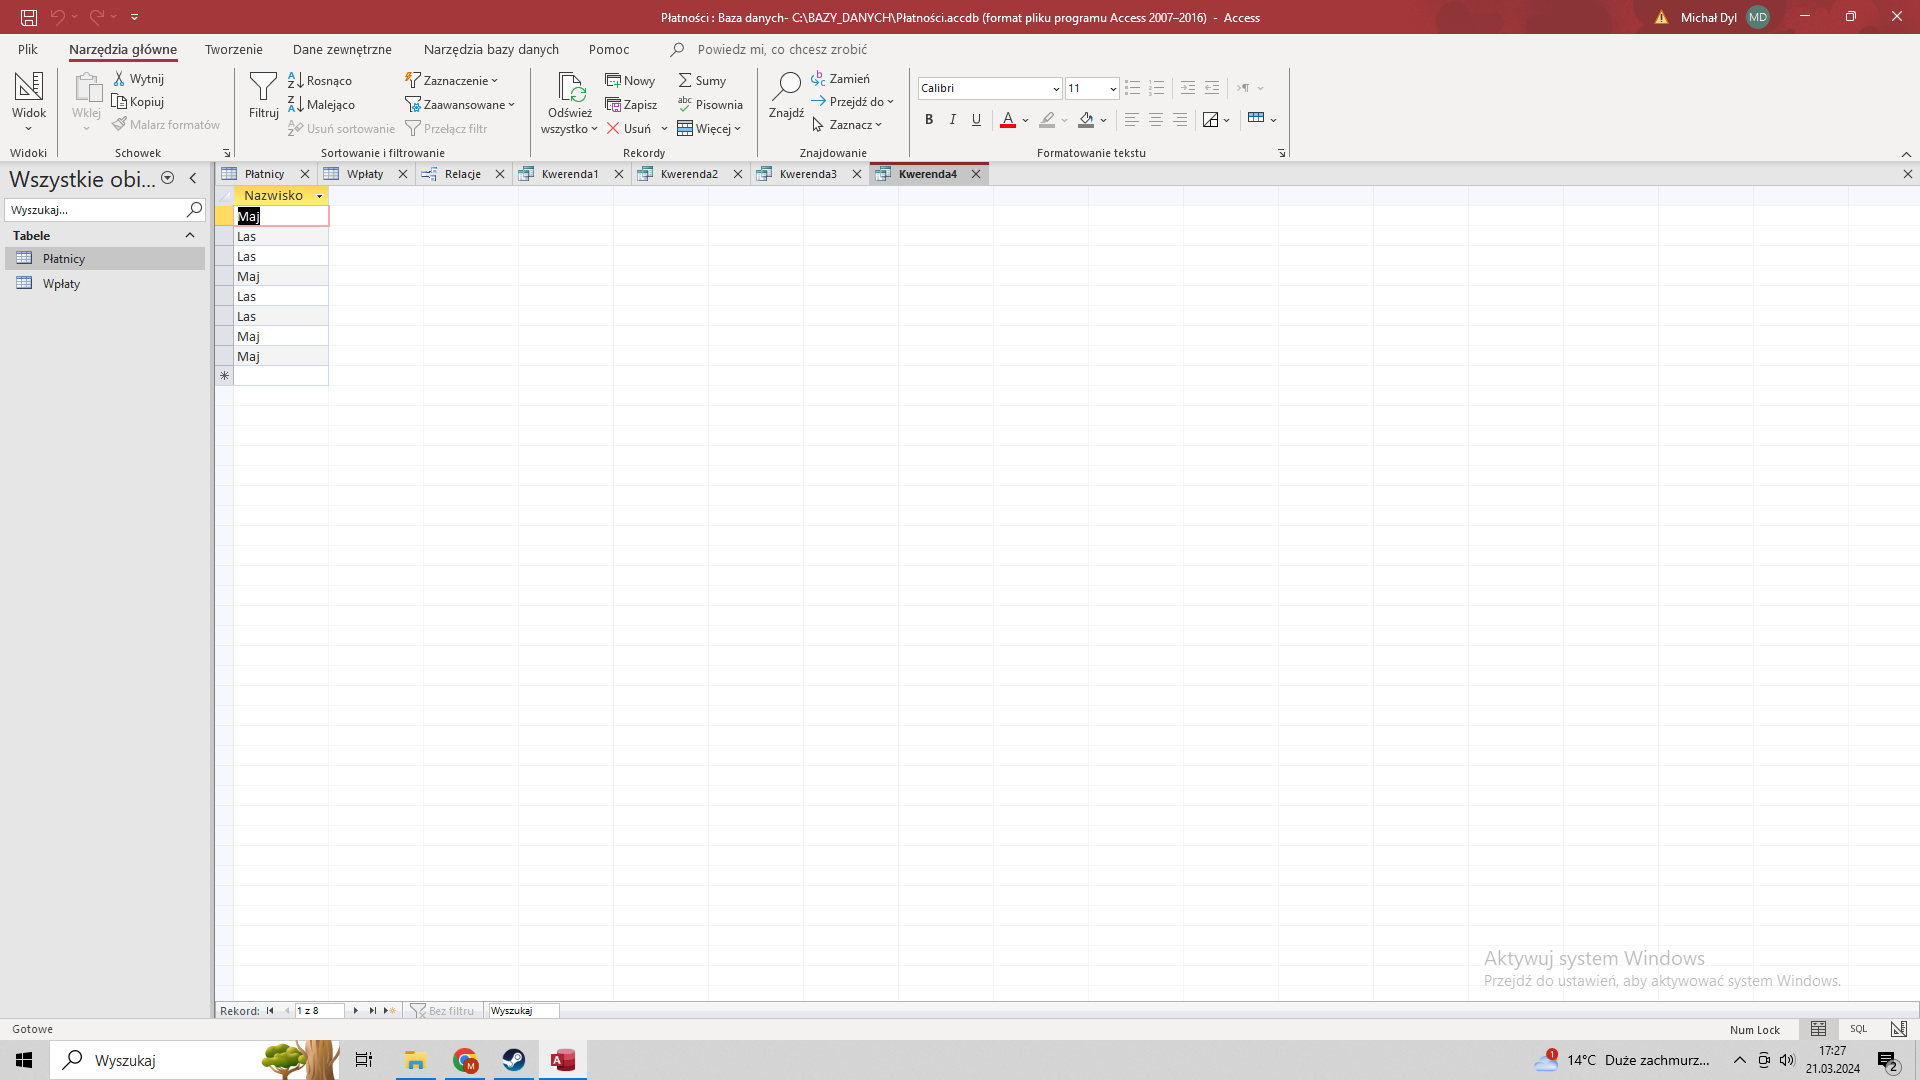 Płatności : Baza danych- C:\BAZY_DANYCH\Płatności.accdb (format pliku programu Access 2007–2016) - Access
Michał Dyl MD
Plik Narzędzia główne Tworzenie Dane zewnętrzne Narzędzia bazy danych Pomoc Powiedz mi, co chcesz zrobić
Widok
Widoki
Wklej
Wytnij
Kopiuj
Malarz formatów
Schowek
Filtruj
Rosnąco
Malejąco
Usuń sortowanie
Zaznaczenie
Zaawansowane
Przełącz filtr
Sortowanie i filtrowanie
Odśwież
wszystko
Nowy
Zapisz
Usuń
Sumy
Pisownia
Więcej
Rekordy
Znajdź
Zamień
Przejdź do
Zaznacz
Znajdowanie
Calibri 11
B I U
Formatowanie tekstu
Wszystkie obi...
Wyszukaj...
Tabele
Płatnicy
Wpłaty
Płatnicy Wpłaty Relacje Kwerenda1 Kwerenda2 Kwerenda3 Kwerenda4
Nazwisko
Maj
Las
Las
Maj
Las
Las
Maj
Maj
Aktywuj system Windows
Przejdź do ustawień, aby aktywować system Windows.
Rekord: 1 z 8 Bez filtru Wyszukaj
Gotowe
Num Lock SQL
Wyszukaj
1 14°C Duże zachmurz...
17:27
21.03.2024
2